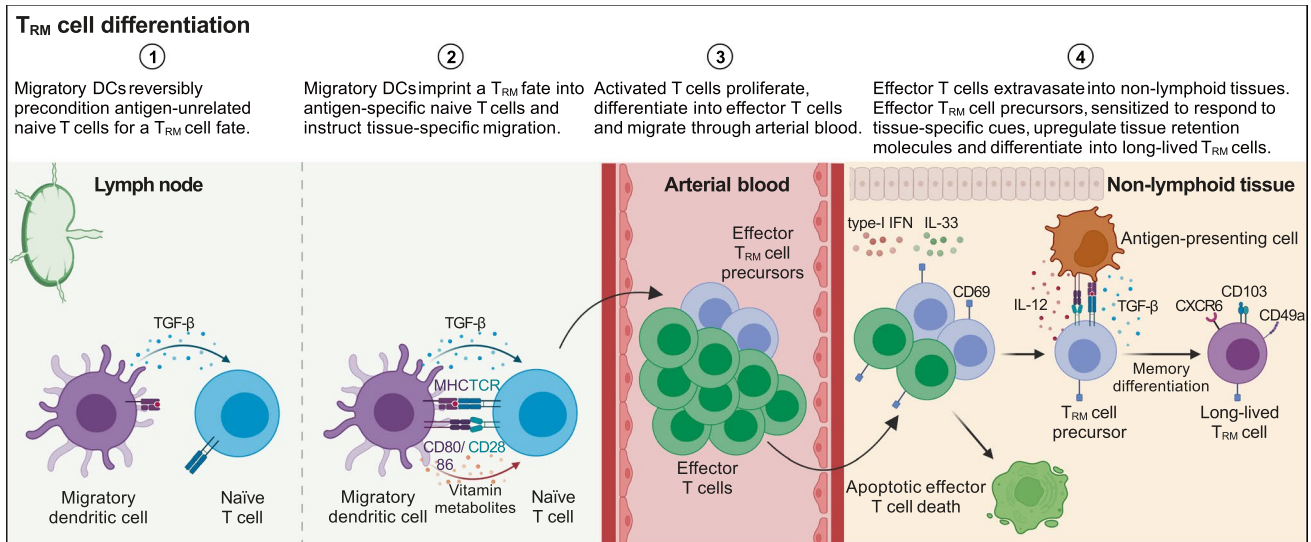 TRM cell differentiation
1
Migratory DCs reversibly
precondition antigen-unrelated
naive T cells for a TRM cell fate.
2
Migratory DCs imprint a TRM fate into
antigen-specific naive T cells and
instruct tissue-specific migration.
3
Activated T cells proliferate,
differentiate into effector T cells
and migrate through arterial blood.
4
Effector T cells extravasate into non-lymphoid tissues.
Effector TRM cell precursors, sensitized to respond to
tissue-specific cues, upregulate tissue retention
molecules and differentiate into long-lived TRM cells.
Lymph node
TGF-β
Migratory
dendritic cell
Naïve
T cell
TGF-β
MHC TCR
CD80/ CD28
86
Vitamin
metabolites
Migratory
dendritic cell
Naïve
T cell
Arterial blood
Effector
TRM cell
precursors
Effector
T cells
Non-lymphoid tissue
type-I IFN
IL-33
CD69
Antigen-presenting cell
IL-12
TGF-β
TRM cell
precursor
Memory
differentiation
CXCR6
CD103
CD49a
Long-lived
TRM cell
Apoptotic effector
T cell death